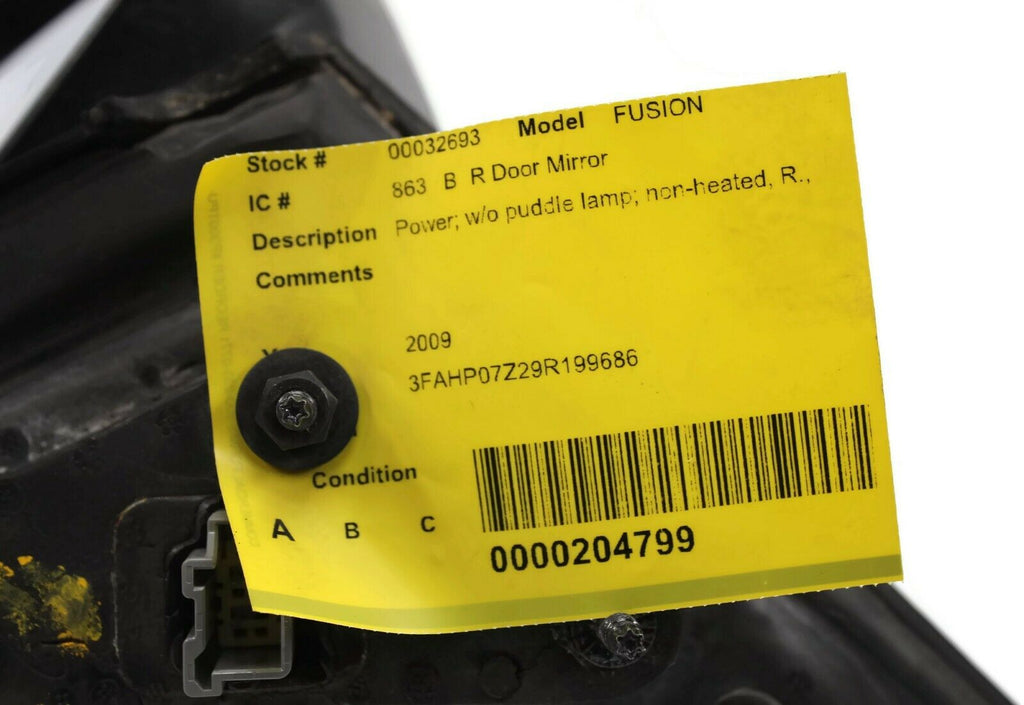 Stock # 00032693 Model FUSION
IC # 863 B R Door Mirror
Description Power; w/o puddle lamp; non-heated, R.,
Comments
2009
3FAHP07Z29R199686
Condition
A B C
0000204799